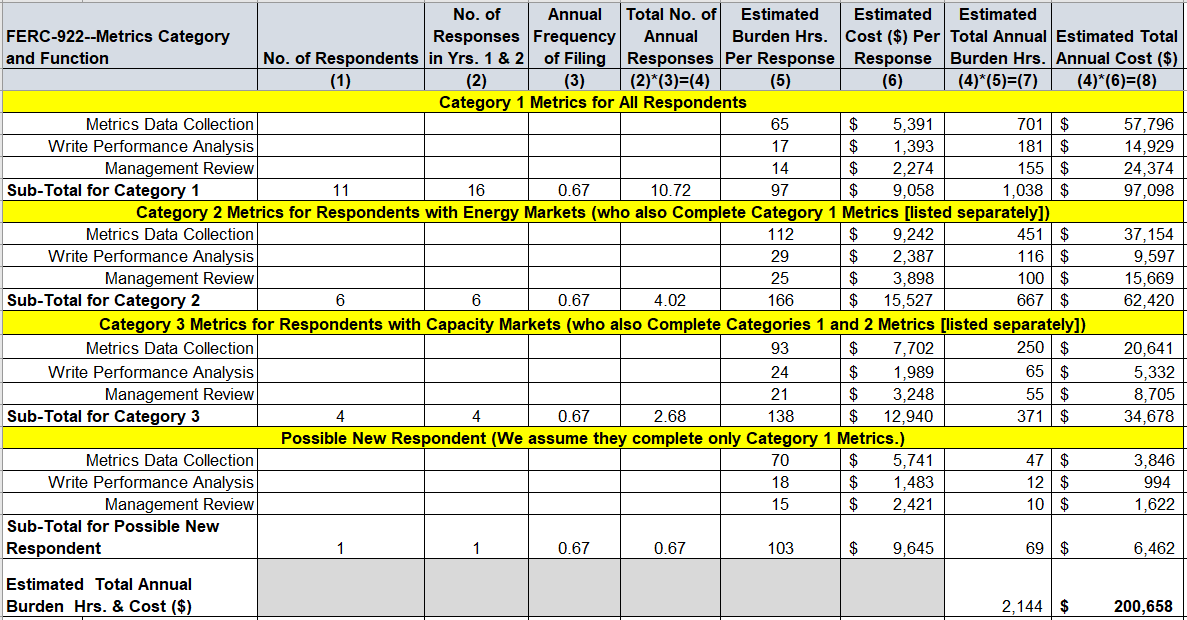 FERC-922--Metrics Category and Function | No. of Respondents | No. of Responses in Yrs. 1 & 2 | Annual Frequency of Filing | Total No. of Annual Responses | Estimated Burden Hrs. Per Response | Estimated Cost ($) Per Response | Estimated Total Annual Burden Hrs. | Estimated Total Annual Cost ($)
(1) | (2) | (3) | (2)*(3)=(4) | (5) | (6) | (4)*(5)=(7) | (4)*(6)=(8)
Category 1 Metrics for All Respondents
Metrics Data Collection 65 $ 5,391 701 $ 57,796
Write Performance Analysis 17 $ 1,393 181 $ 14,929
Management Review 14 $ 2,274 155 $ 24,374
Sub-Total for Category 1 11 16 0.67 10.72 97 $ 9,058 1,038 $ 97,098
Category 2 Metrics for Respondents with Energy Markets (who also Complete Category 1 Metrics [listed separately])
Metrics Data Collection 112 $ 9,242 451 $ 37,154
Write Performance Analysis 29 $ 2,387 116 $ 9,597
Management Review 25 $ 3,898 100 $ 15,669
Sub-Total for Category 2 6 6 0.67 4.02 166 $ 15,527 667 $ 62,420
Category 3 Metrics for Respondents with Capacity Markets (who also Complete Categories 1 and 2 Metrics [listed separately])
Metrics Data Collection 93 $ 7,702 250 $ 20,641
Write Performance Analysis 24 $ 1,989 65 $ 5,332
Management Review 21 $ 3,248 55 $ 8,705
Sub-Total for Category 3 4 4 0.67 2.68 138 $ 12,940 371 $ 34,678
Possible New Respondent (We assume they complete only Category 1 Metrics.)
Metrics Data Collection 70 $ 5,741 47 $ 3,846
Write Performance Analysis 18 $ 1,483 12 $ 994
Management Review 15 $ 2,421 10 $ 1,622
Sub-Total for Possible New
Respondent 1 1 0.67 0.67 103 $ 9,645 69 $ 6,462
Estimated Total Annual
Burden Hrs. & Cost ($) 2,144 $ 200,658